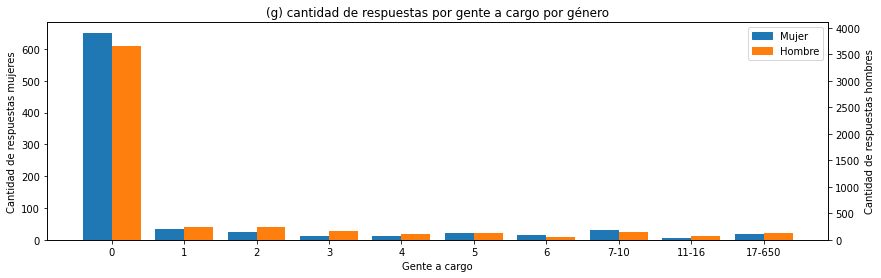 (g) cantidad de respuestas por gente a cargo por género
Mujer
Hombre
Cantidad de respuestas mujeres
600
500
400
300
200
100
0
Cantidad de respuestas hombres
4000
3500
3000
2500
2000
1500
1000
500
0
0 1 2 3 4 5 6 7-10 11-16 17-650
Gente a cargo